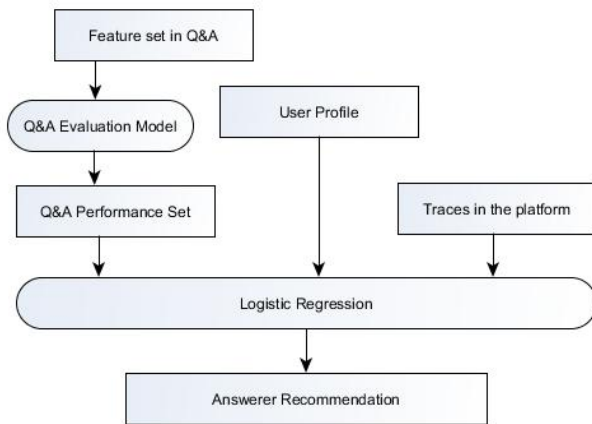 Feature set in Q&A
Q&A Evaluation Model
User Profile
Q&A Performance Set
Traces in the platform
Logistic Regression
Answerer Recommendation